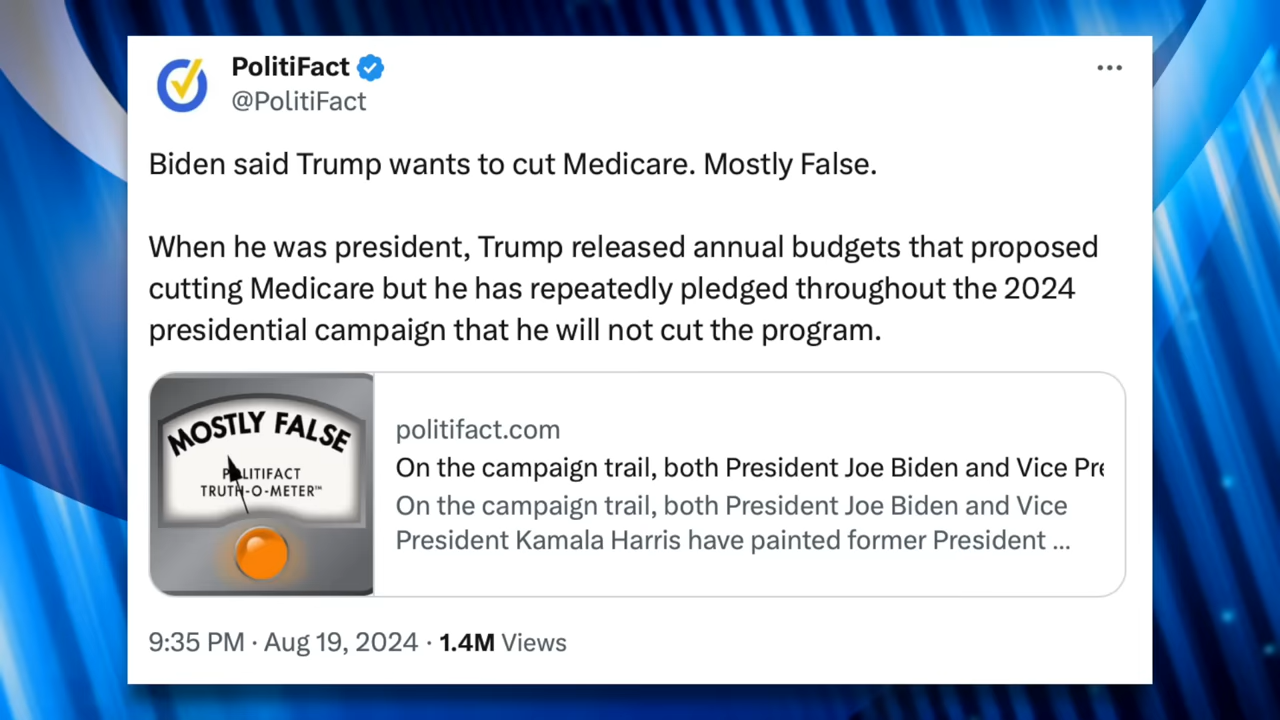 PolitiFact
@PolitiFact
Biden said Trump wants to cut Medicare. Mostly False.
When he was president, Trump released annual budgets that proposed
cutting Medicare but he has repeatedly pledged throughout the 2024
presidential campaign that he will not cut the program.
MOSTLY FALSE
POLITIFACT
TRUTH-O-METER™
politifact.com
On the campaign trail, both President Joe Biden and Vice Pre
On the campaign trail, both President Joe Biden and Vice
President Kamala Harris have painted former President ...
9:35 PM · Aug 19, 2024 · 1.4M Views